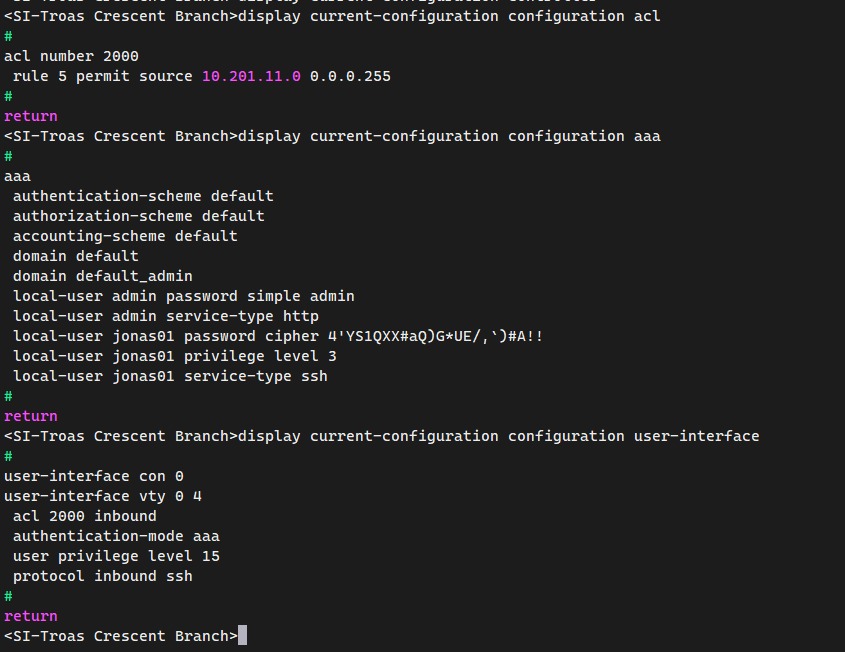 <SI-Troas Crescent Branch>display current-configuration configuration acl
#
acl number 2000
 rule 5 permit source 10.201.11.0 0.0.0.255
#
return
<SI-Troas Crescent Branch>display current-configuration configuration aaa
#
aaa
 authentication-scheme default
 authorization-scheme default
 accounting-scheme default
 domain default
 domain default_admin
 local-user admin password simple admin
 local-user admin service-type http
 local-user jonas01 password cipher 4'YS1QXX#aQ)G*UE/,`)#A!!
 local-user jonas01 privilege level 3
 local-user jonas01 service-type ssh
#
return
<SI-Troas Crescent Branch>display current-configuration configuration user-interface
#
user-interface con 0
user-interface vty 0 4
 acl 2000 inbound
 authentication-mode aaa
 user privilege level 15
 protocol inbound ssh
#
return
<SI-Troas Crescent Branch>